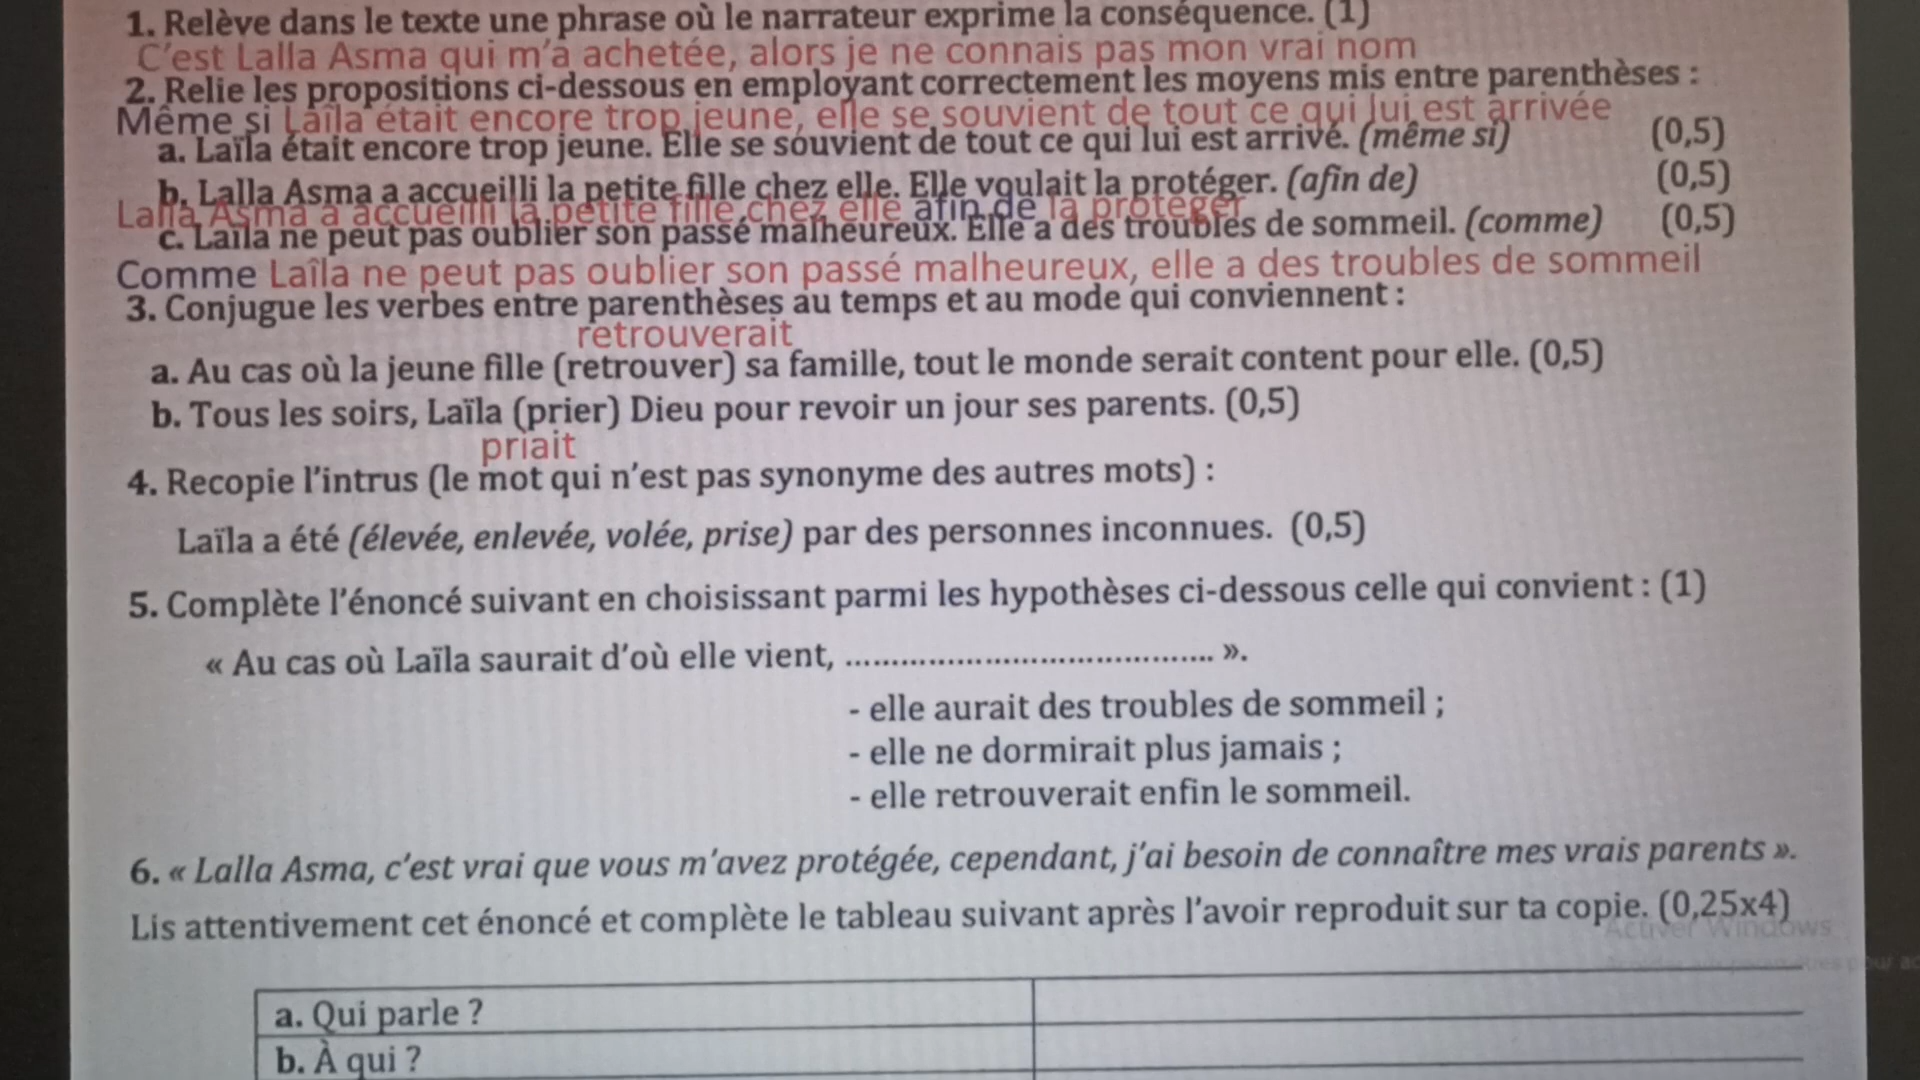 1. Relève dans le texte une phrase où le narrateur exprime la conséquence. (1)
C'est Lalla Asma qui m'a achetée, alors je ne connais pas mon vrai nom
2. Relie les propositions ci-dessous en employant correctement les moyens mis entre parenthèses :
Même si Laîla était encore trop jeune, elle se souvient de tout ce qui lui est arrivée
a. Laïla était encore trop jeune. Elle se souvient de tout ce qui lui est arrivé. (même si) (0,5)
b. Lalla Asma a accueilli la petite fille chez elle. Elle voulait la protéger. (afin de) (0,5)
Lalla Asma a accueilli la petite fille chez elle afin de la protéger
c. Laïla ne peut pas oublier son passé malheureux. Elle a des troubles de sommeil. (comme) (0,5)
Comme Laîla ne peut pas oublier son passé malheureux, elle a des troubles de sommeil
3. Conjugue les verbes entre parenthèses au temps et au mode qui conviennent :
retrouverait
a. Au cas où la jeune fille (retrouver) sa famille, tout le monde serait content pour elle. (0,5)
b. Tous les soirs, Laïla (prier) Dieu pour revoir un jour ses parents. (0,5)
priait
4. Recopie l'intrus (le mot qui n'est pas synonyme des autres mots) :
Laïla a été (élevée, enlevée, volée, prise) par des personnes inconnues. (0,5)
5. Complète l'énoncé suivant en choisissant parmi les hypothèses ci-dessous celle qui convient : (1)
« Au cas où Laïla saurait d'où elle vient, ........................................ ».
- elle aurait des troubles de sommeil ;
- elle ne dormirait plus jamais ;
- elle retrouverait enfin le sommeil.
6. « Lalla Asma, c'est vrai que vous m'avez protégée, cependant, j'ai besoin de connaître mes vrais parents ».
Lis attentivement cet énoncé et complète le tableau suivant après l'avoir reproduit sur ta copie. (0,25x4)
Activer Windows
a. Qui parle ?
b. À qui ?